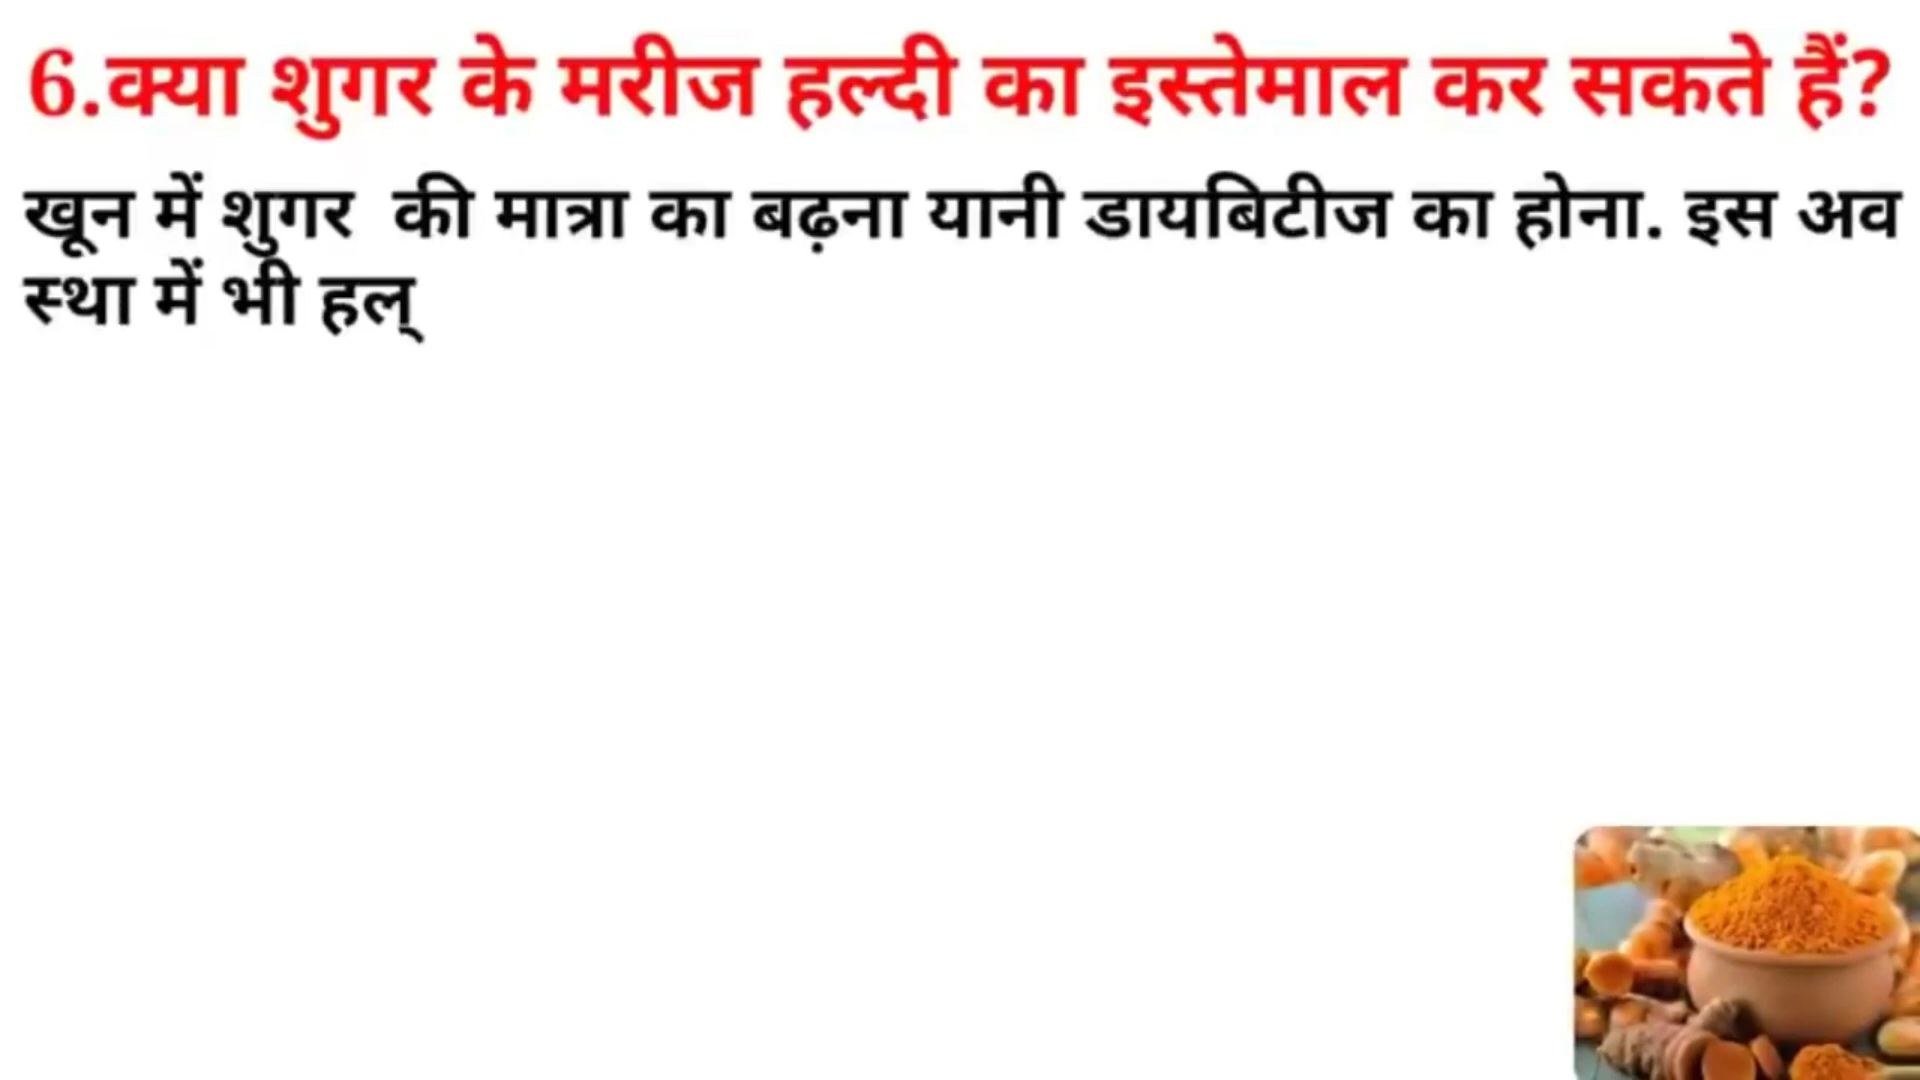 6.क्या शुगर के मरीज हल्दी का इस्तेमाल कर सकते हैं?
खून में शुगर  की मात्रा का बढ़ना यानी डायबिटीज का होना. इस अव
स्था में भी हल्